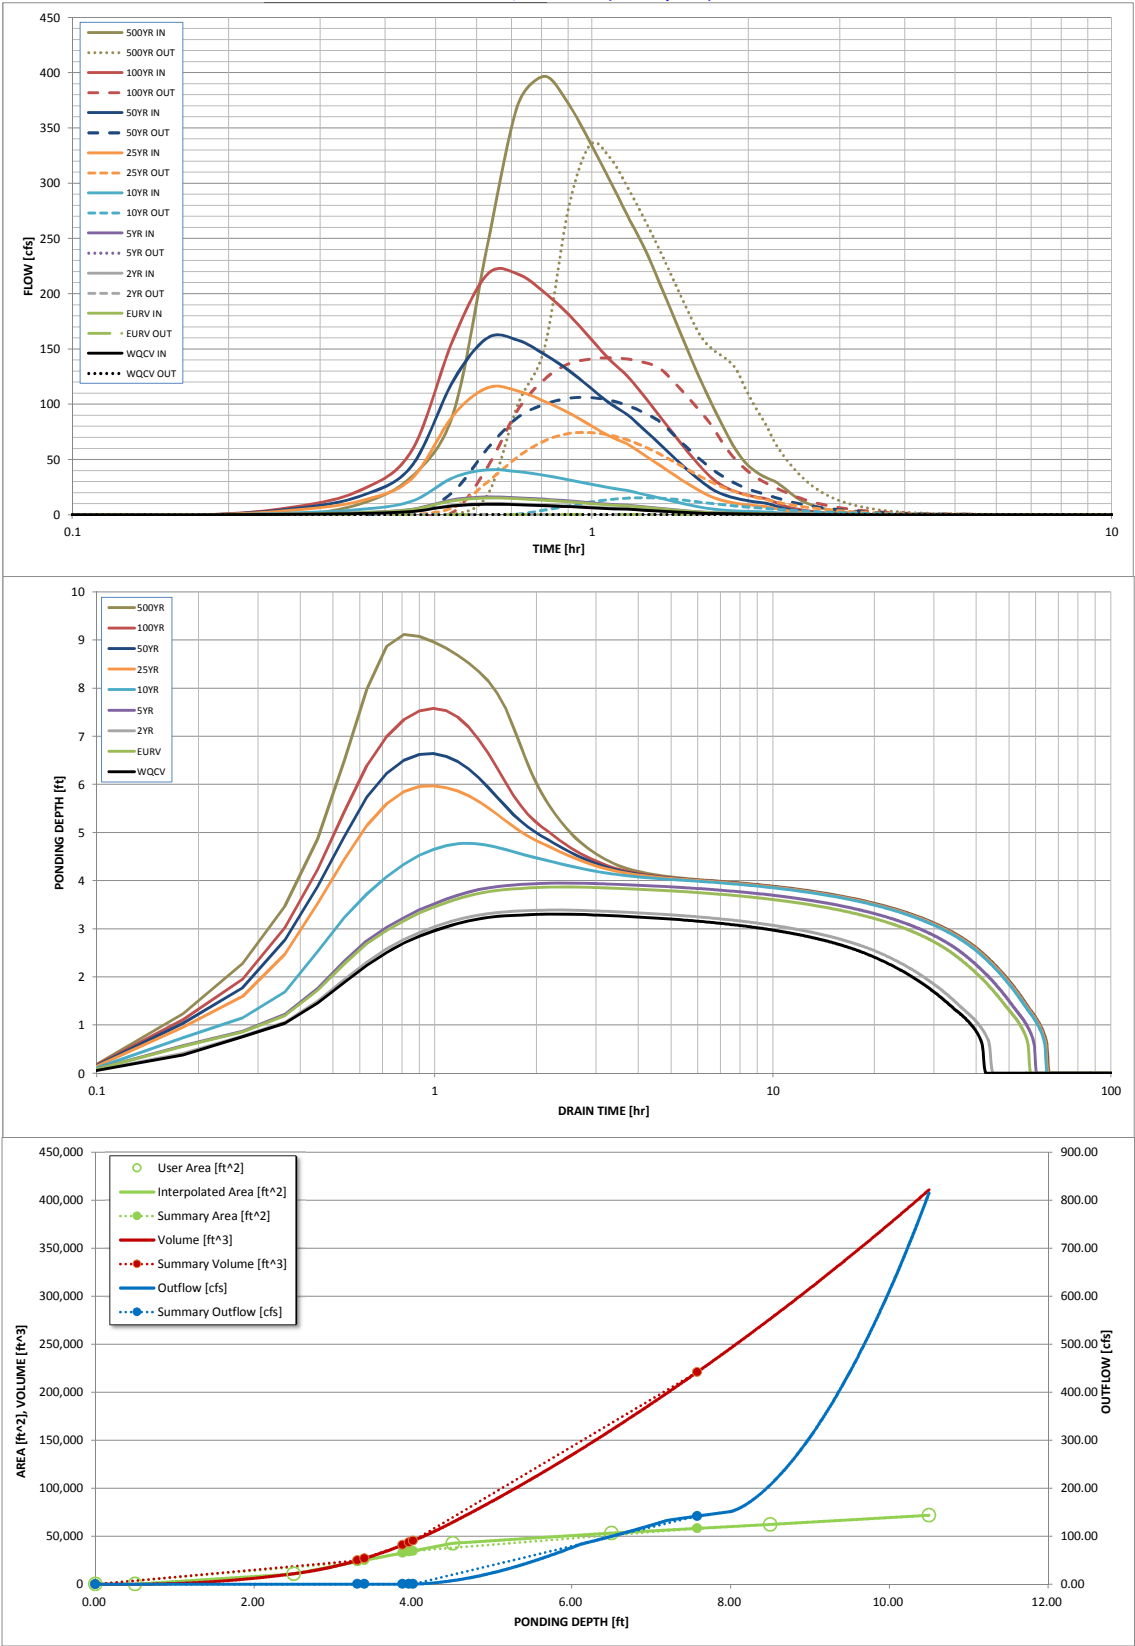 450
400
350
300
250
200
150
100
50
0
FLOW [cfs]
500YR IN
500YR OUT
100YR IN
100YR OUT
50YR IN
50YR OUT
25YR IN
25YR OUT
10YR IN
10YR OUT
5YR IN
5YR OUT
2YR IN
2YR OUT
EURV IN
EURV OUT
WQCV IN
WQCV OUT
0.1
1
10
TIME [hr]
10
9
8
7
6
5
4
3
2
1
0
PONDING DEPTH [ft]
500YR
100YR
50YR
25YR
10YR
5YR
2YR
EURV
WQCV
0.1
1
10
100
DRAIN TIME [hr]
450,000
400,000
350,000
300,000
250,000
200,000
150,000
100,000
50,000
0
AREA [ft^2], VOLUME [ft^3]
User Area [ft^2]
Interpolated Area [ft^2]
Summary Area [ft^2]
Volume [ft^3]
Summary Volume [ft^3]
Outflow [cfs]
Summary Outflow [cfs]
900.00
800.00
700.00
600.00
500.00
400.00
300.00
200.00
100.00
0.00
OUTFLOW [cfs]
0.00
2.00
4.00
6.00
8.00
10.00
12.00
PONDING DEPTH [ft]